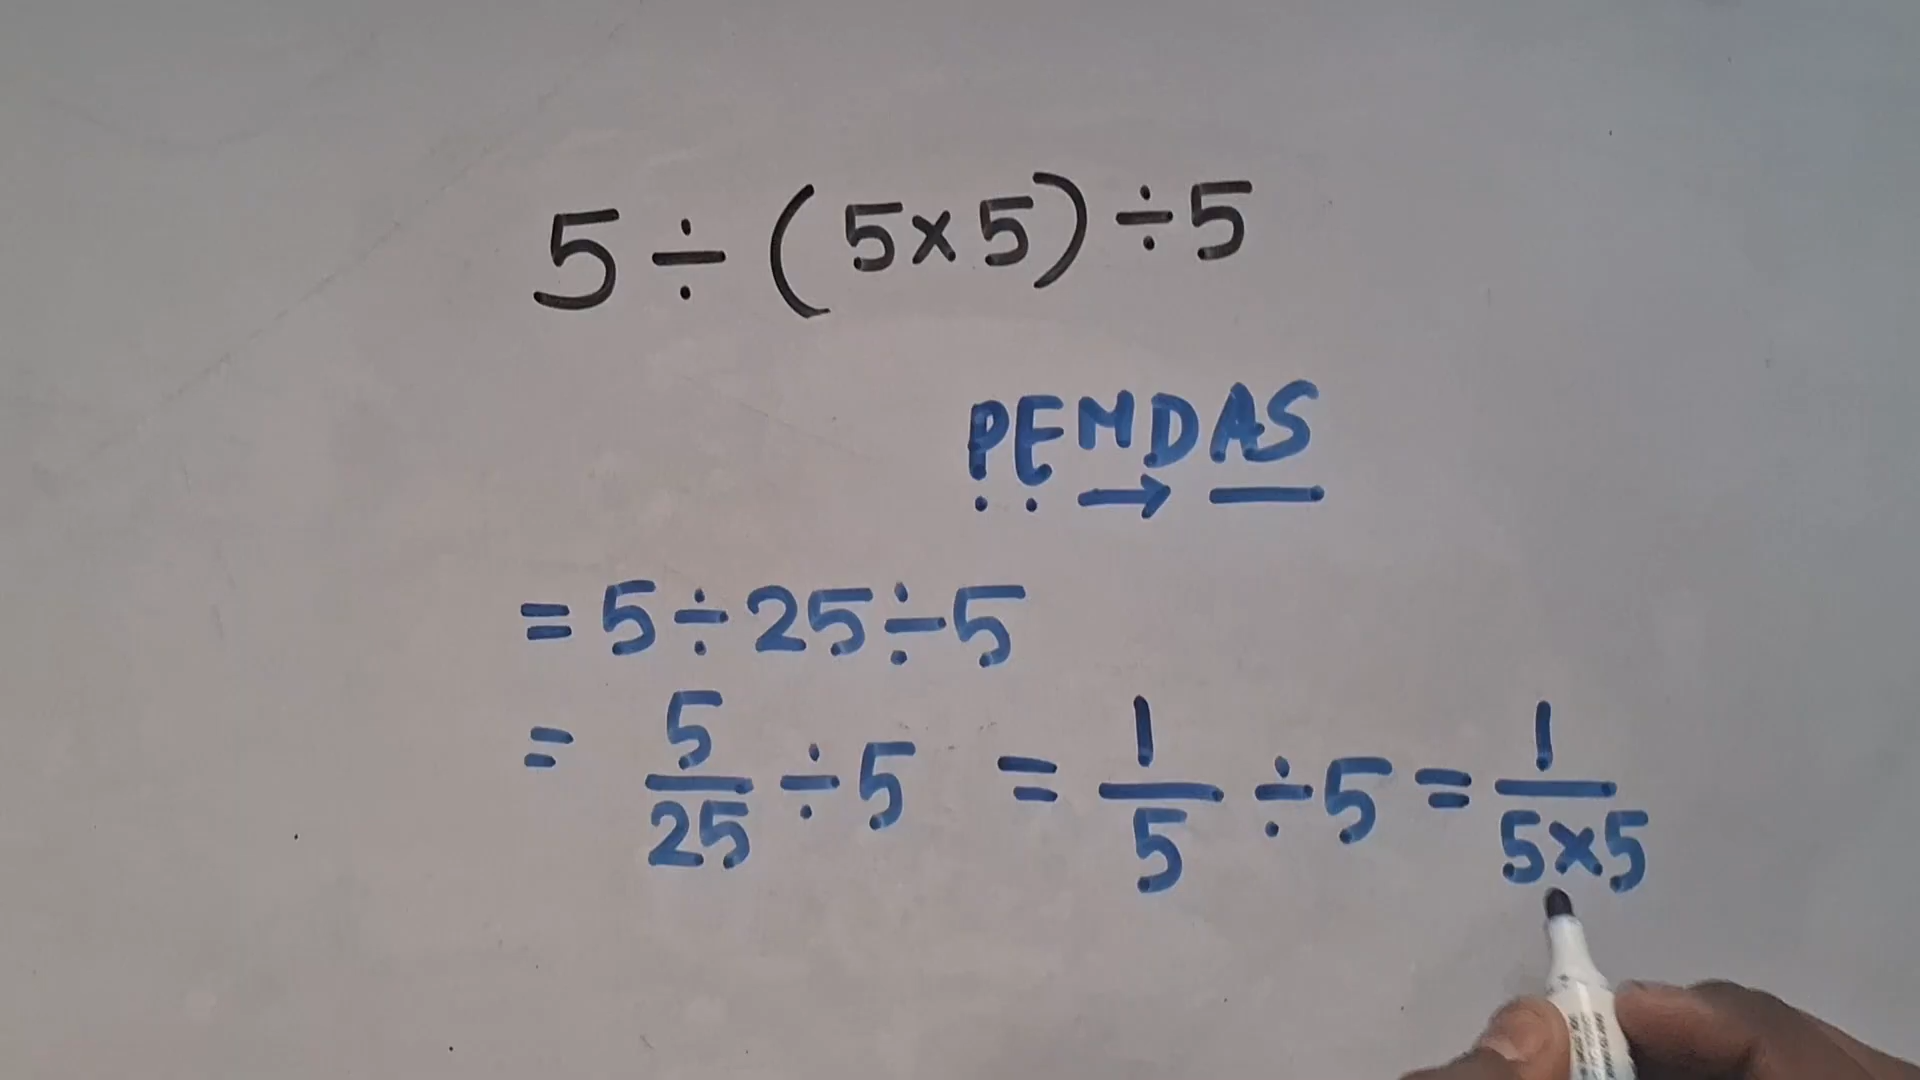 5 ÷ (5 × 5) ÷ 5
PEMDAS
= 5 ÷ 25 ÷ 5
= 5/25 ÷ 5 = 1/5 ÷ 5 = 1/5×5